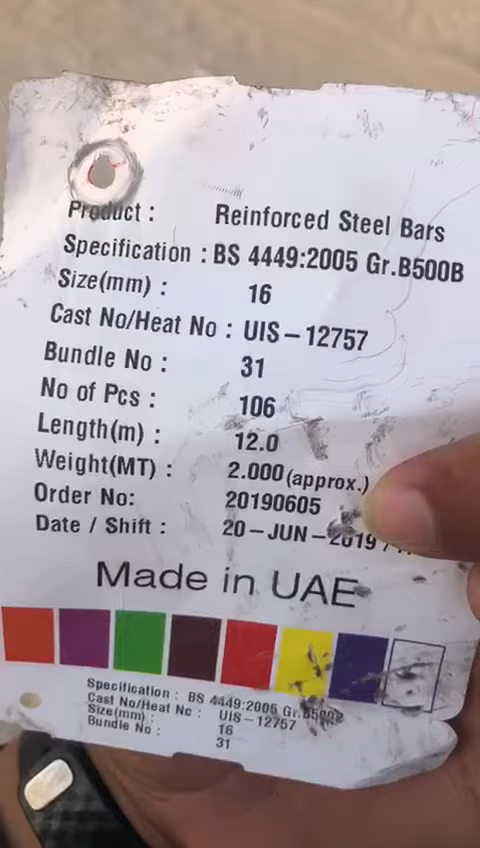 Product : Reinforced Steel Bars
Specification : BS 4449:2005 Gr.B500B
Size(mm) : 16
Cast No/Heat No : UIS-12757
Bundle No : 31
No of Pcs : 106
Length(m) : 12.0
Weight(MT) : 2.000 (approx.)
Order No: 20190605
Date / Shift : 20-JUN-2019 /
Made in UAE
Specification : BS 4449:2005 Gr.B500B
Cast No/Heat No : UIS-12757
Size(mm) : 16
Bundle No : 31